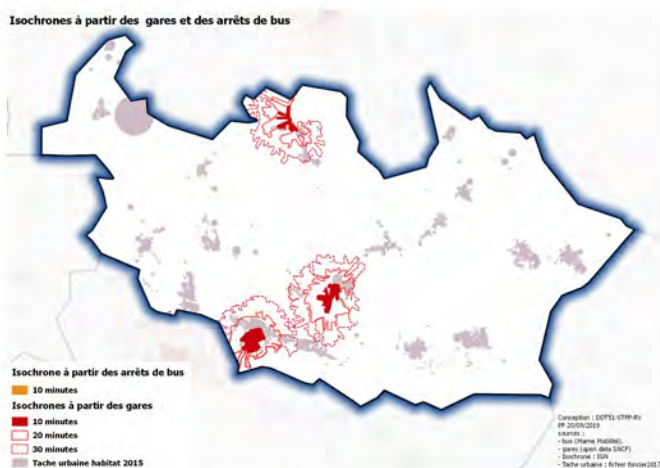 Isochrones à partir des gares et des arrêts de bus
Isochrone à partir des arrêts de bus
10 minutes
Isochrones à partir des gares
10 minutes
20 minutes
30 minutes
Tache urbaine habitat 2015
Conception : DDT51-STPP-RV
PP 20/09/2019
sources :
- bus (Marne Mobilité),
- gares (open data SNCF)
- Isochrone : IGN
- Tache urbaine : fichier foncier2017